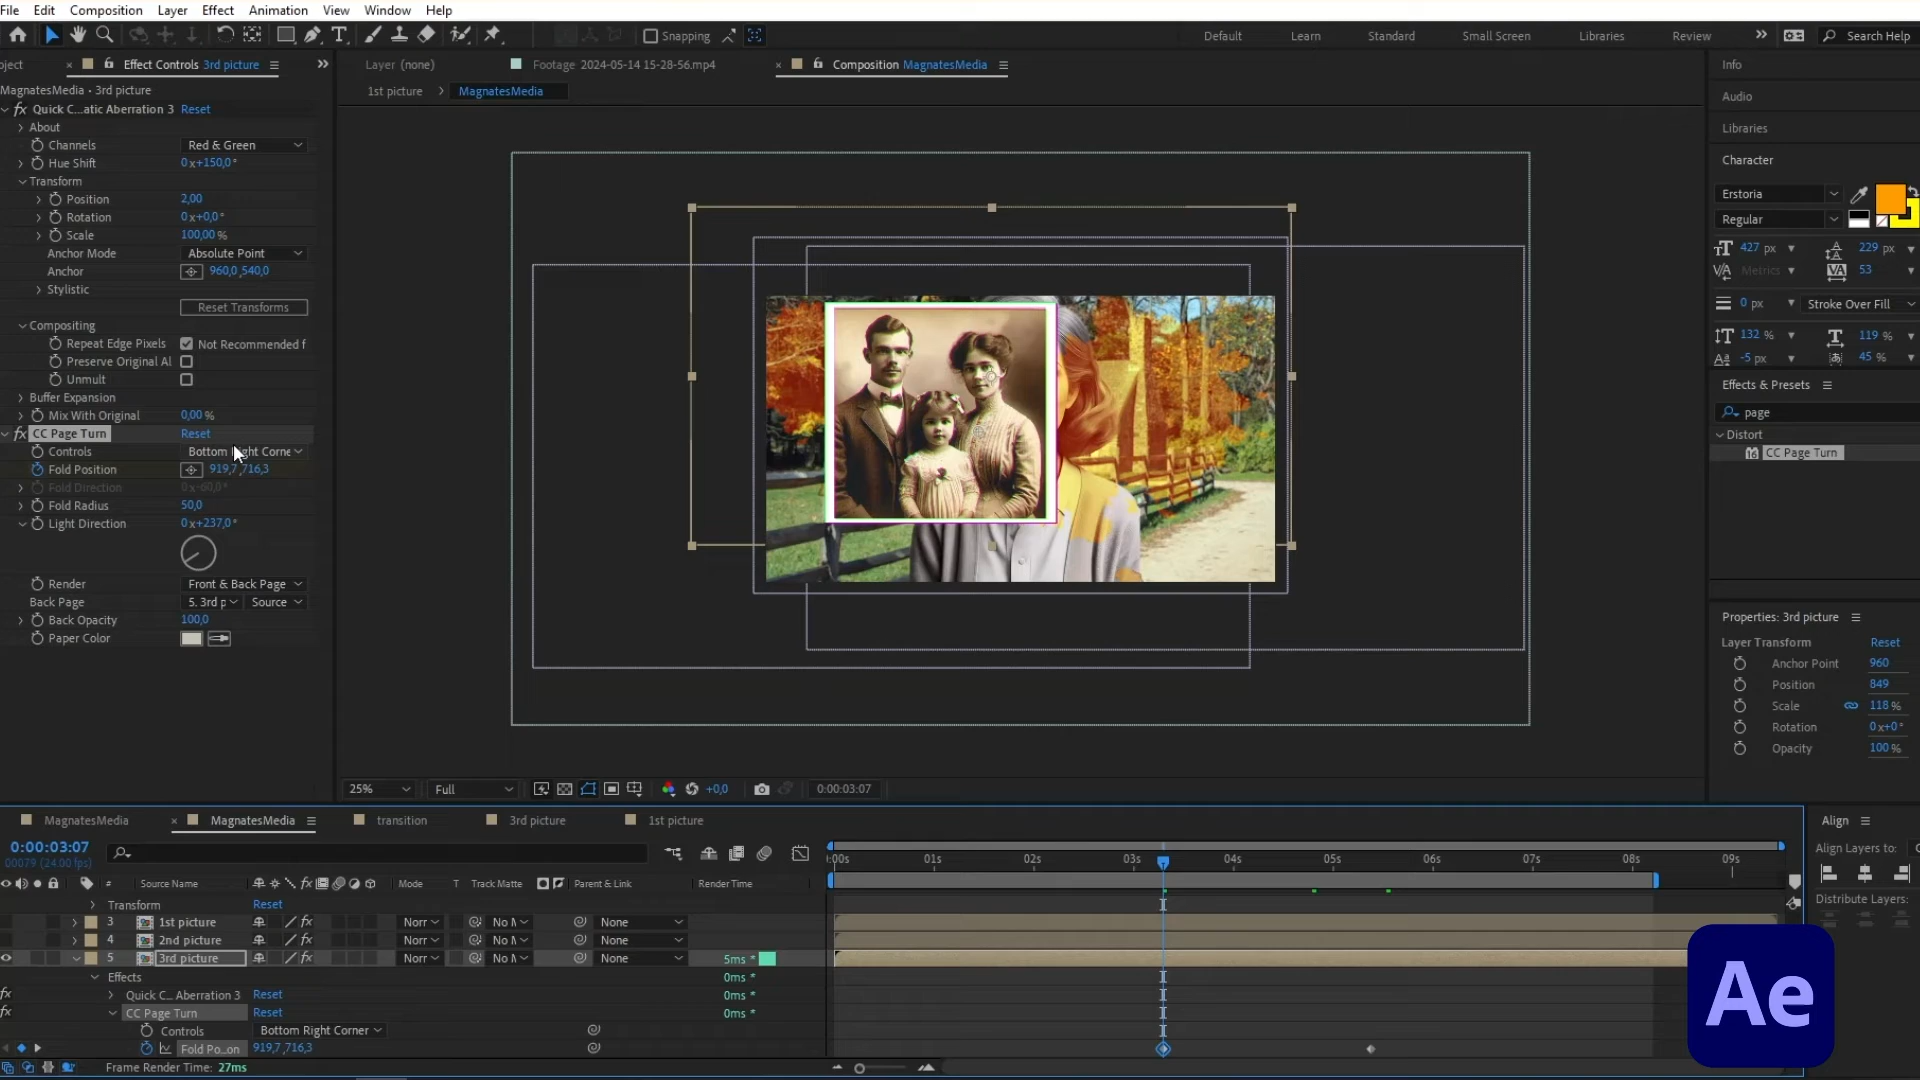 File Edit Composition Layer Effect Animation View Window Help
Snapping Default Learn Standard Small Screen Libraries Review Search Help
oject Effect Controls 3rd picture Layer (none) Footage 2024-05-14 15-28-56.mp4 Composition MagnatesMedia
MagnatesMedia • 3rd picture
1st picture MagnatesMedia
Quick C...atic Aberration 3 Reset
About
Channels Red & Green
Hue Shift 0x+150,0°
Transform
Position 2,00
Rotation 0x+0,0°
Scale 100,00 %
Anchor Mode Absolute Point
Anchor 960,0,540,0
Stylistic
Reset Transforms
Compositing
Repeat Edge Pixels Not Recommended f
Preserve Original Al
Unmult
Buffer Expansion
Mix With Original 0,00 %
CC Page Turn Reset
Controls Bottom Right Corne
Fold Position 919,7,716,3
Fold Direction 0x-60,0°
Fold Radius 50,0
Light Direction 0x+237,0°
Render Front & Back Page
Back Page 5. 3rd p Source
Back Opacity 100,0
Paper Color
Info
Audio
Libraries
Character
Erstoria
Regular
427 px 229 px
Metrics 53
0 px Stroke Over Fill
132 % 119 %
-5 px 45 %
Effects & Presets
page
Distort
CC Page Turn
Properties: 3rd picture
Layer Transform Reset
Anchor Point 960
Position 849
Scale 118 %
Rotation 0x+0°
Opacity 100 %
25% Full +0,0 0:00:03:07
MagnatesMedia MagnatesMedia transition 3rd picture 1st picture
0:00:03:07
00079 (24.00 fps)
:00s 01s 02s 03s 04s 05s 06s 07s 08s 09s
# Source Name Mode T Track Matte Parent & Link Render Time
Transform Reset
3 1st picture Norr No M None
4 2nd picture Norr No M None
5 3rd picture Norr No M None 5ms *
Effects 0ms *
Quick C... Aberration 3 Reset 0ms *
CC Page Turn Reset 0ms *
Controls Bottom Right Corner
Fold Po...on 919,7,716,3
Frame Render Time: 27ms
Align
Align Layers to:
Distribute Layers:
Ae